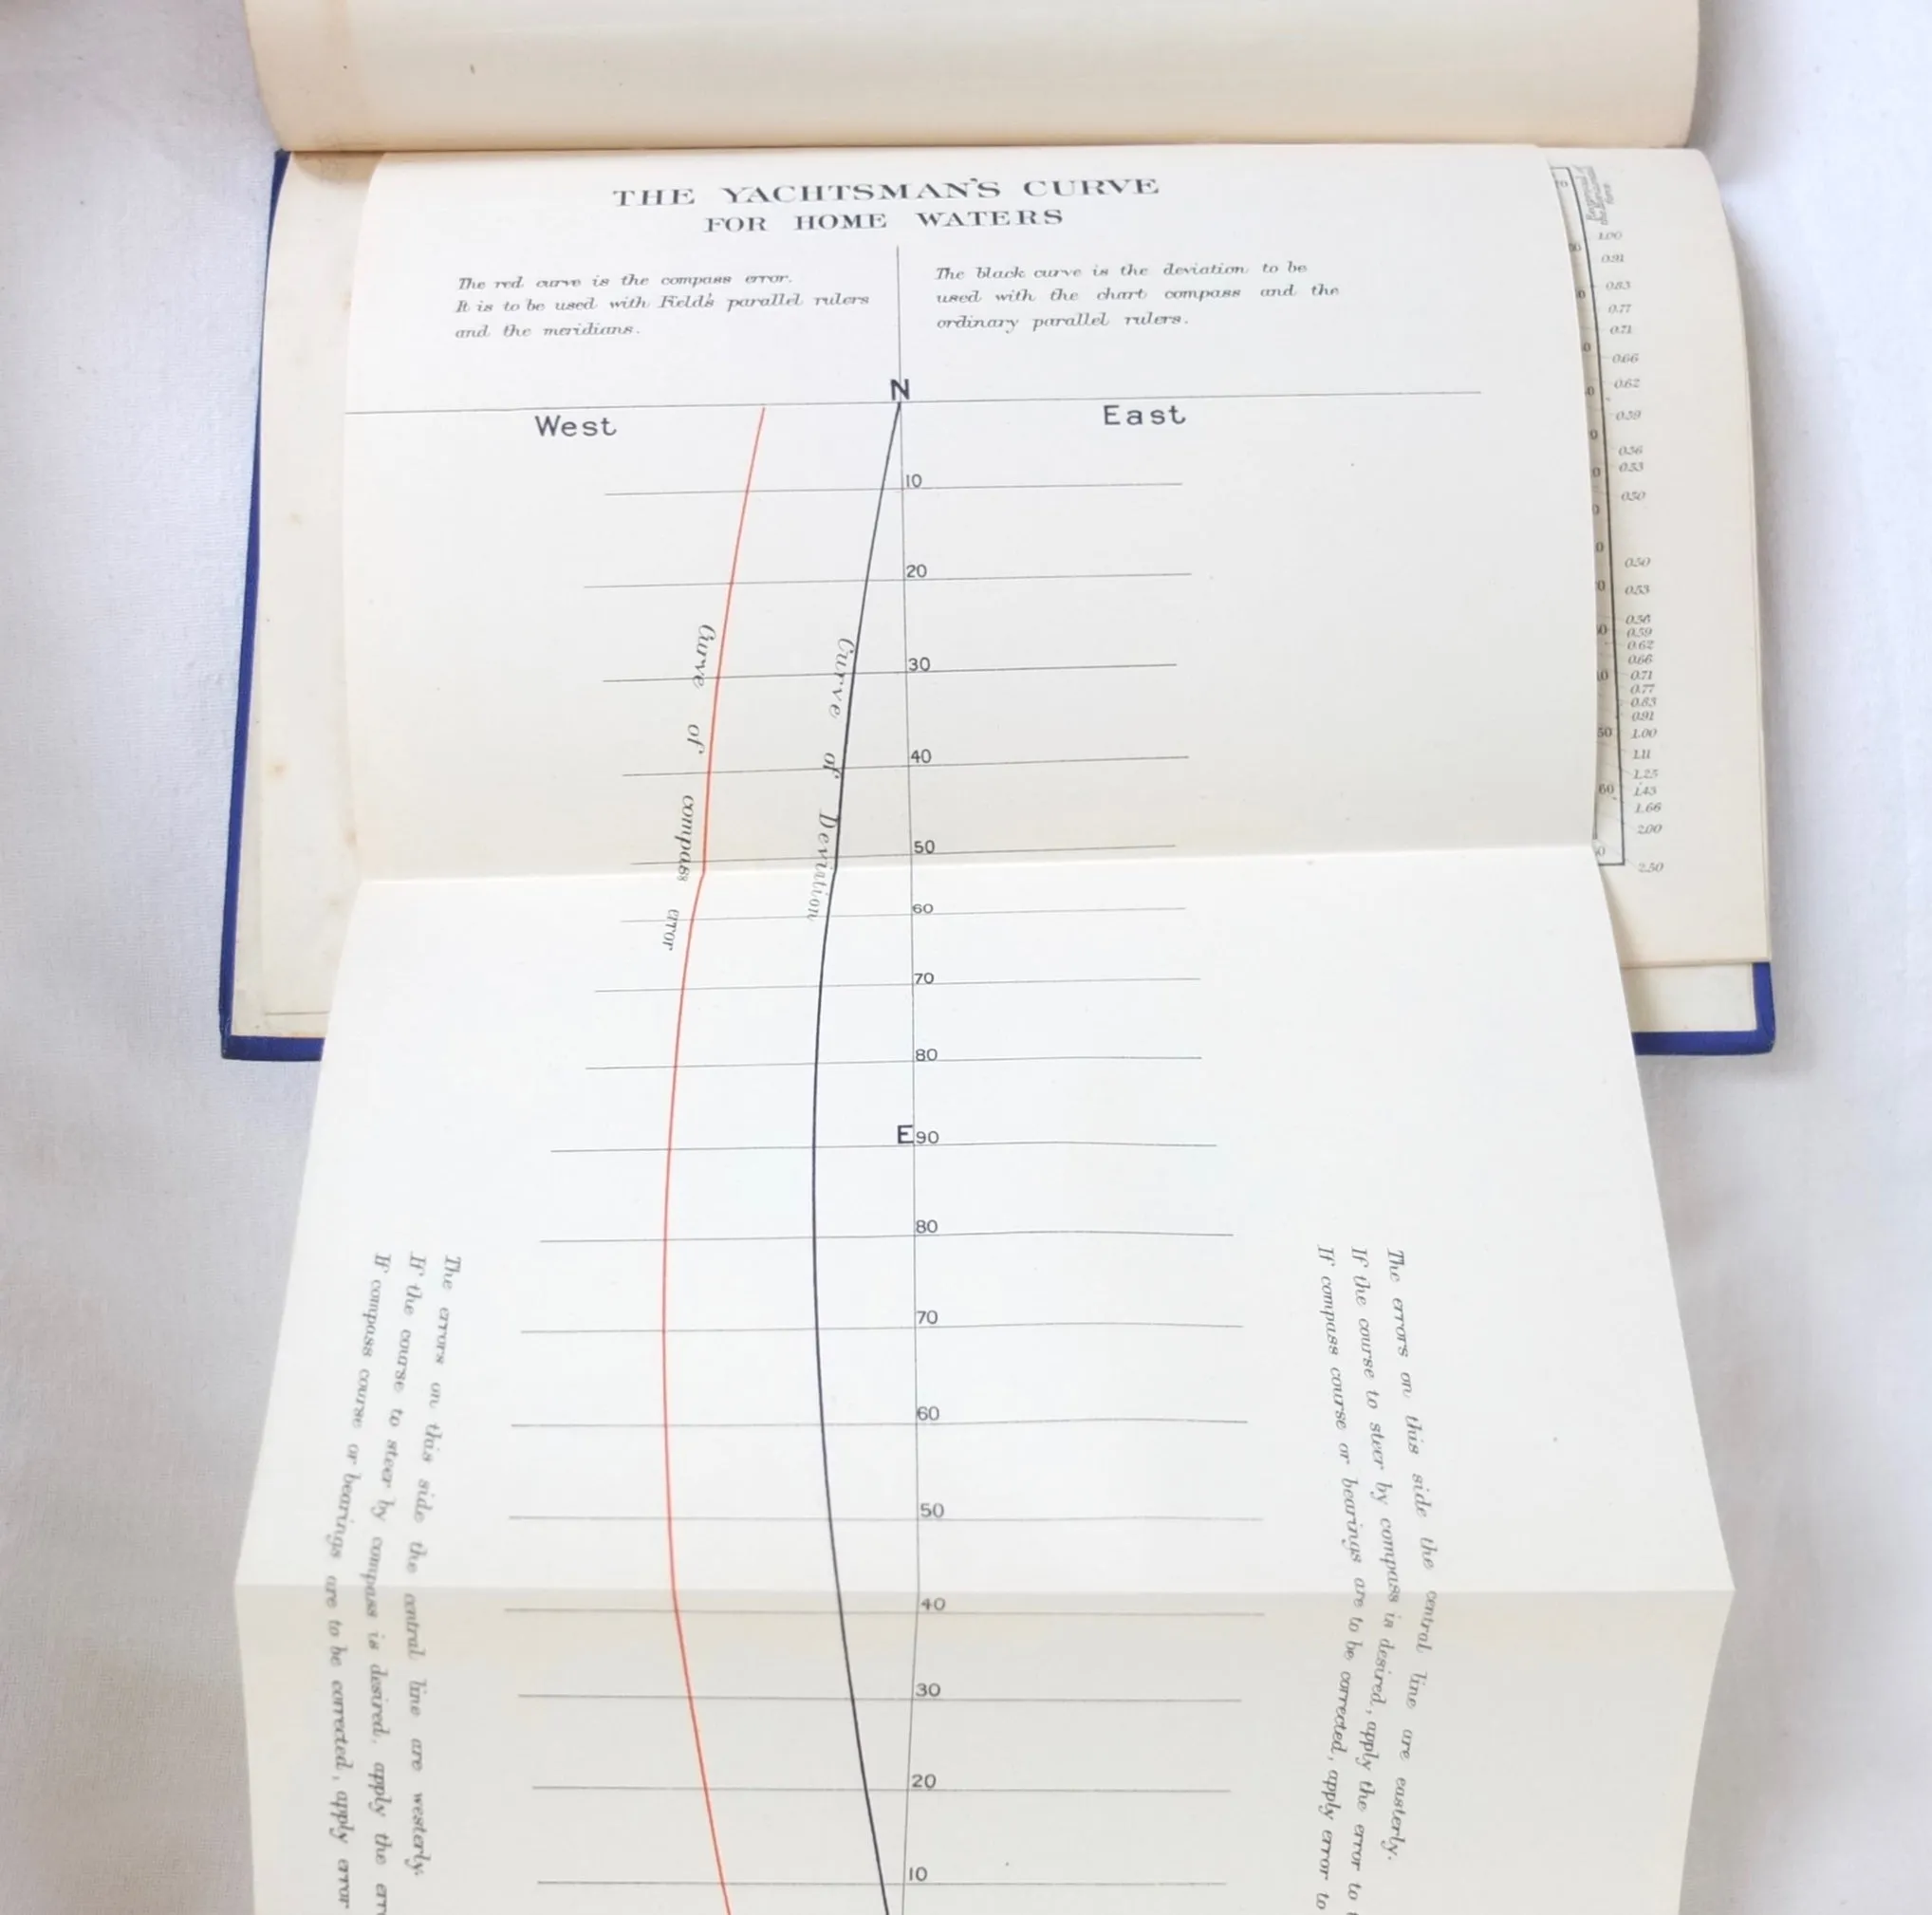 THE YACHTSMAN'S CURVE
FOR HOME WATERS
The red curve is the compass error.
It is to be used with Field's parallel rulers
and the meridians.
The black curve is the deviation to be
used with the chart compass and the
ordinary parallel rulers.
N
West
East
10
20
30
40
50
60
70
80
E 90
80
70
60
50
40
30
20
10
Curve of compass error
Curve of Deviation
The errors on this side the central line are westerly.
If the course to steer by compass is desired, apply the
If compass course or bearings are to be corrected, apply error
The errors on this side the central line are easterly.
If the course to steer by compass is desired, apply the error to
If compass course or bearings are to be corrected, apply error to
1.00
0.91
0.83
0.77
0.71
0.66
0.62
0.59
0.56
0.53
0.50
0.50
0.53
0.56
0.59
0.62
0.66
0.71
0.77
0.83
0.91
1.00
1.11
1.25
1.43
1.66
2.00
2.50
50
60